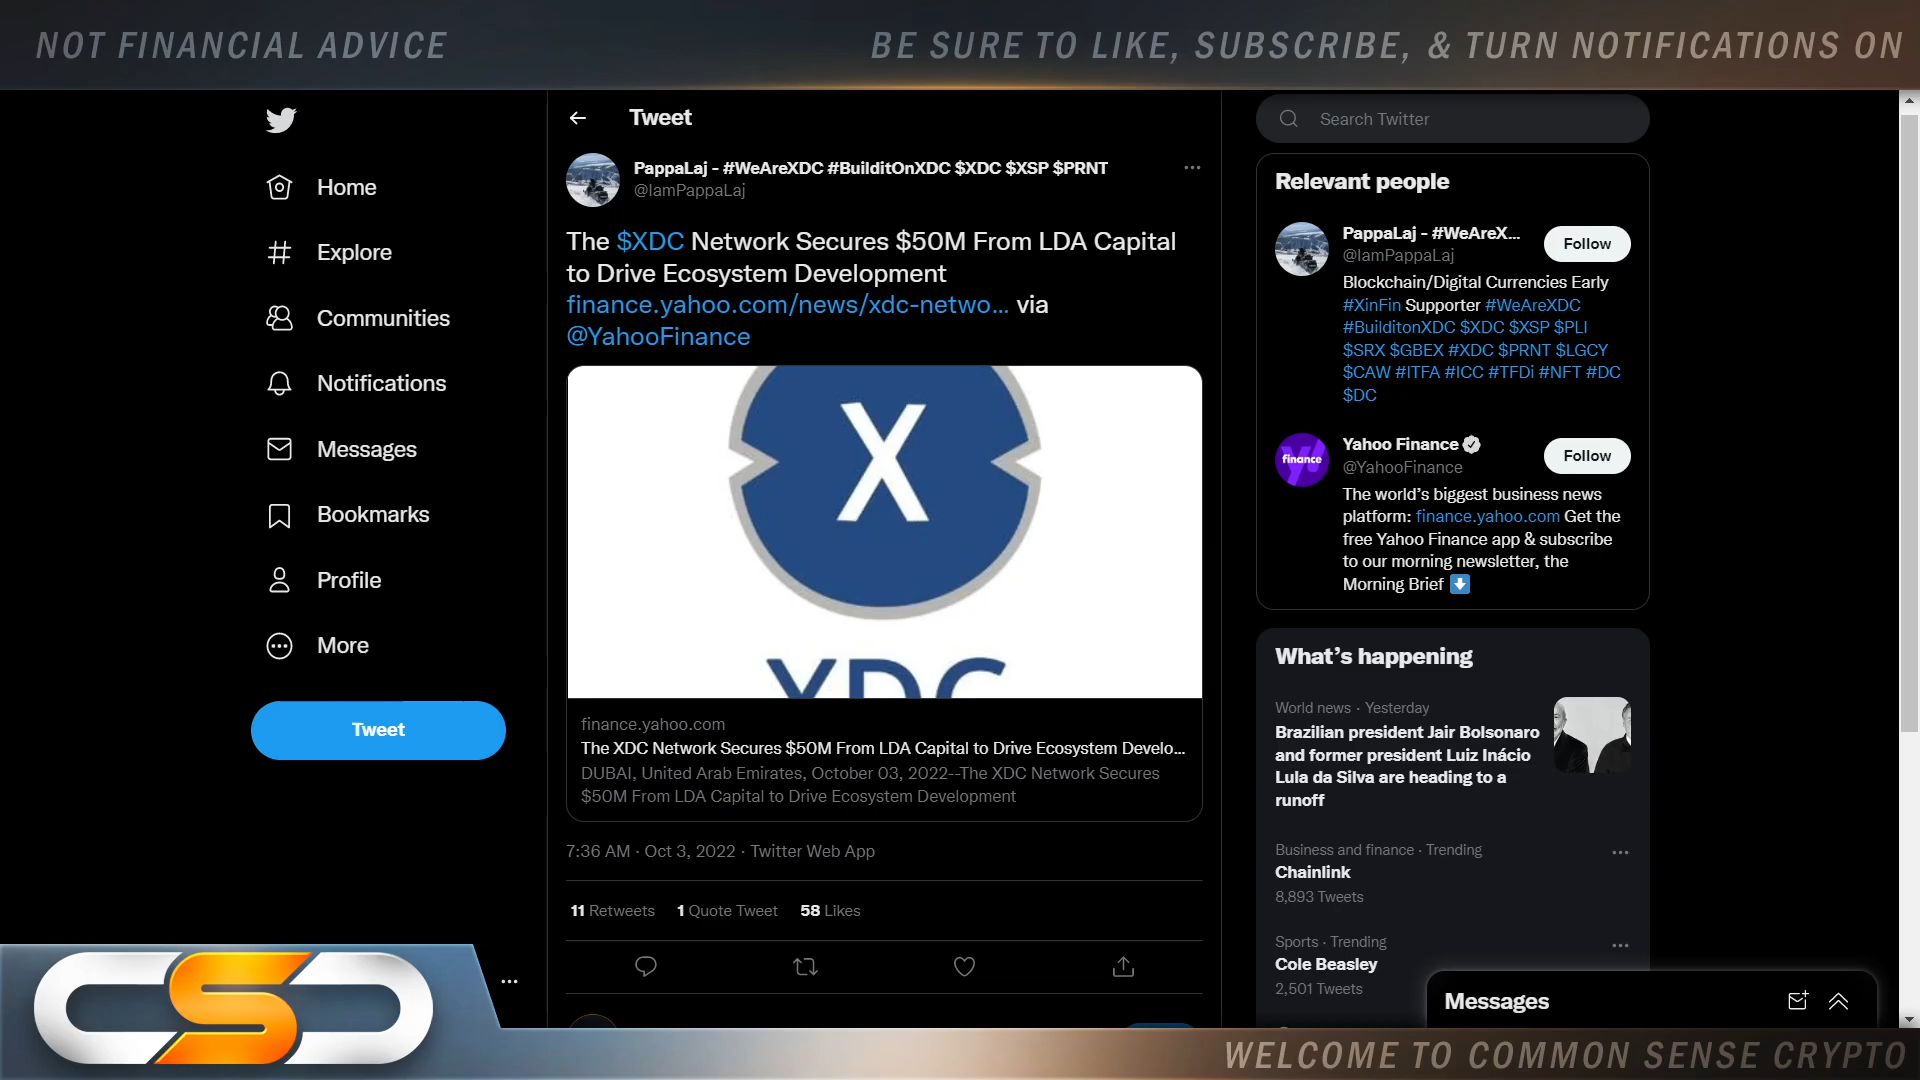 NOT FINANCIAL ADVICE
BE SURE TO LIKE, SUBSCRIBE, & TURN NOTIFICATIONS ON
Home
Explore
Communities
Notifications
Messages
Bookmarks
Profile
More
Tweet
Tweet
PappaLaj - #WeAreXDC #BuilditOnXDC $XDC $XSP $PRNT
@IamPappaLaj
The $XDC Network Secures $50M From LDA Capital
to Drive Ecosystem Development
finance.yahoo.com/news/xdc-netwo... via
@YahooFinance
X
XDC
finance.yahoo.com
The XDC Network Secures $50M From LDA Capital to Drive Ecosystem Develo...
DUBAI, United Arab Emirates, October 03, 2022--The XDC Network Secures
$50M From LDA Capital to Drive Ecosystem Development
7:36 AM · Oct 3, 2022 · Twitter Web App
11 Retweets 1 Quote Tweet 58 Likes
Search Twitter
Relevant people
PappaLaj - #WeAreX...
@IamPappaLaj
Follow
Blockchain/Digital Currencies Early
#XinFin Supporter #WeAreXDC
#BuilditonXDC $XDC $XSP $PLI
$SRX $GBEX #XDC $PRNT $LGCY
$CAW #ITFA #ICC #TFDi #NFT #DC
$DC
finance
Yahoo Finance
@YahooFinance
Follow
The world's biggest business news
platform: finance.yahoo.com Get the
free Yahoo Finance app & subscribe
to our morning newsletter, the
Morning Brief
What's happening
World news · Yesterday
Brazilian president Jair Bolsonaro
and former president Luiz Inácio
Lula da Silva are heading to a
runoff
Business and finance · Trending
Chainlink
8,893 Tweets
Sports · Trending
Cole Beasley
2,501 Tweets
Messages
CSC
WELCOME TO COMMON SENSE CRYPTO